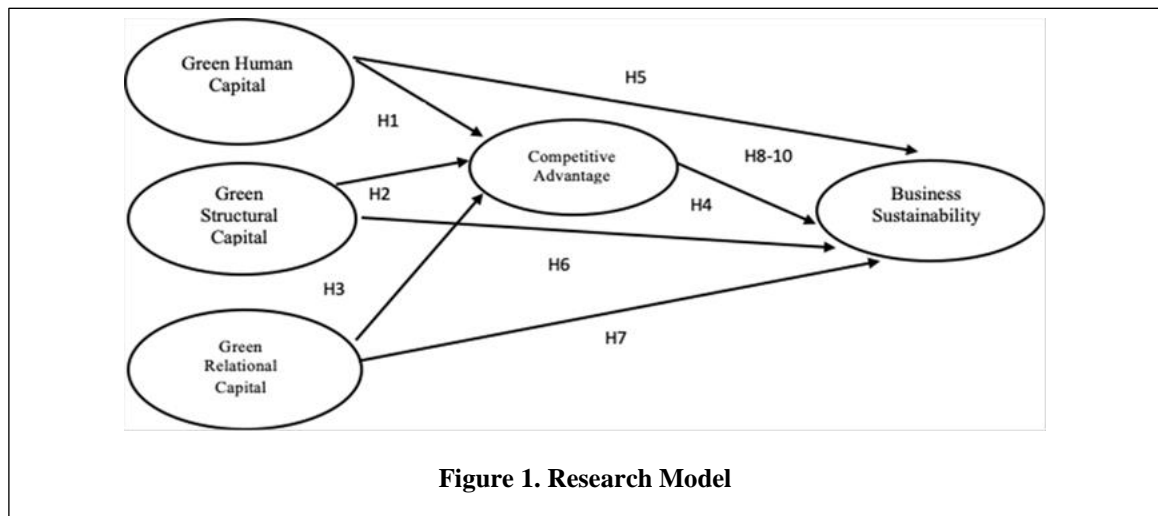 Green Human
Capital
H5
H1
Competitive
Advantage
H8-10
Business
Sustainability
H2
Green
Structural
Capital
H4
H6
H3
H7
Green
Relational
Capital
Figure 1. Research Model